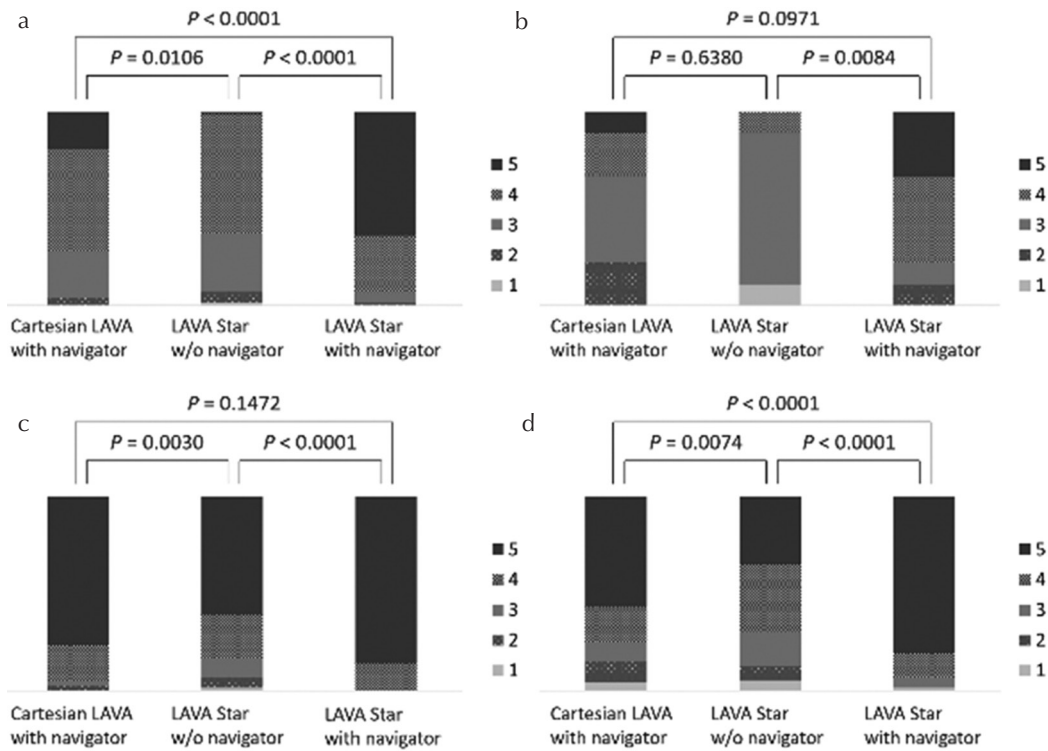 a
P < 0.0001
P = 0.0106
P < 0.0001
5
4
3
2
1
Cartesian LAVA
with navigator
LAVA Star
w/o navigator
LAVA Star
with navigator
b
P = 0.0971
P = 0.6380
P = 0.0084
5
4
3
2
1
Cartesian LAVA
with navigator
LAVA Star
w/o navigator
LAVA Star
with navigator
c
P = 0.1472
P = 0.0030
P < 0.0001
5
4
3
2
1
Cartesian LAVA
with navigator
LAVA Star
w/o navigator
LAVA Star
with navigator
d
P < 0.0001
P = 0.0074
P < 0.0001
5
4
3
2
1
Cartesian LAVA
with navigator
LAVA Star
w/o navigator
LAVA Star
with navigator